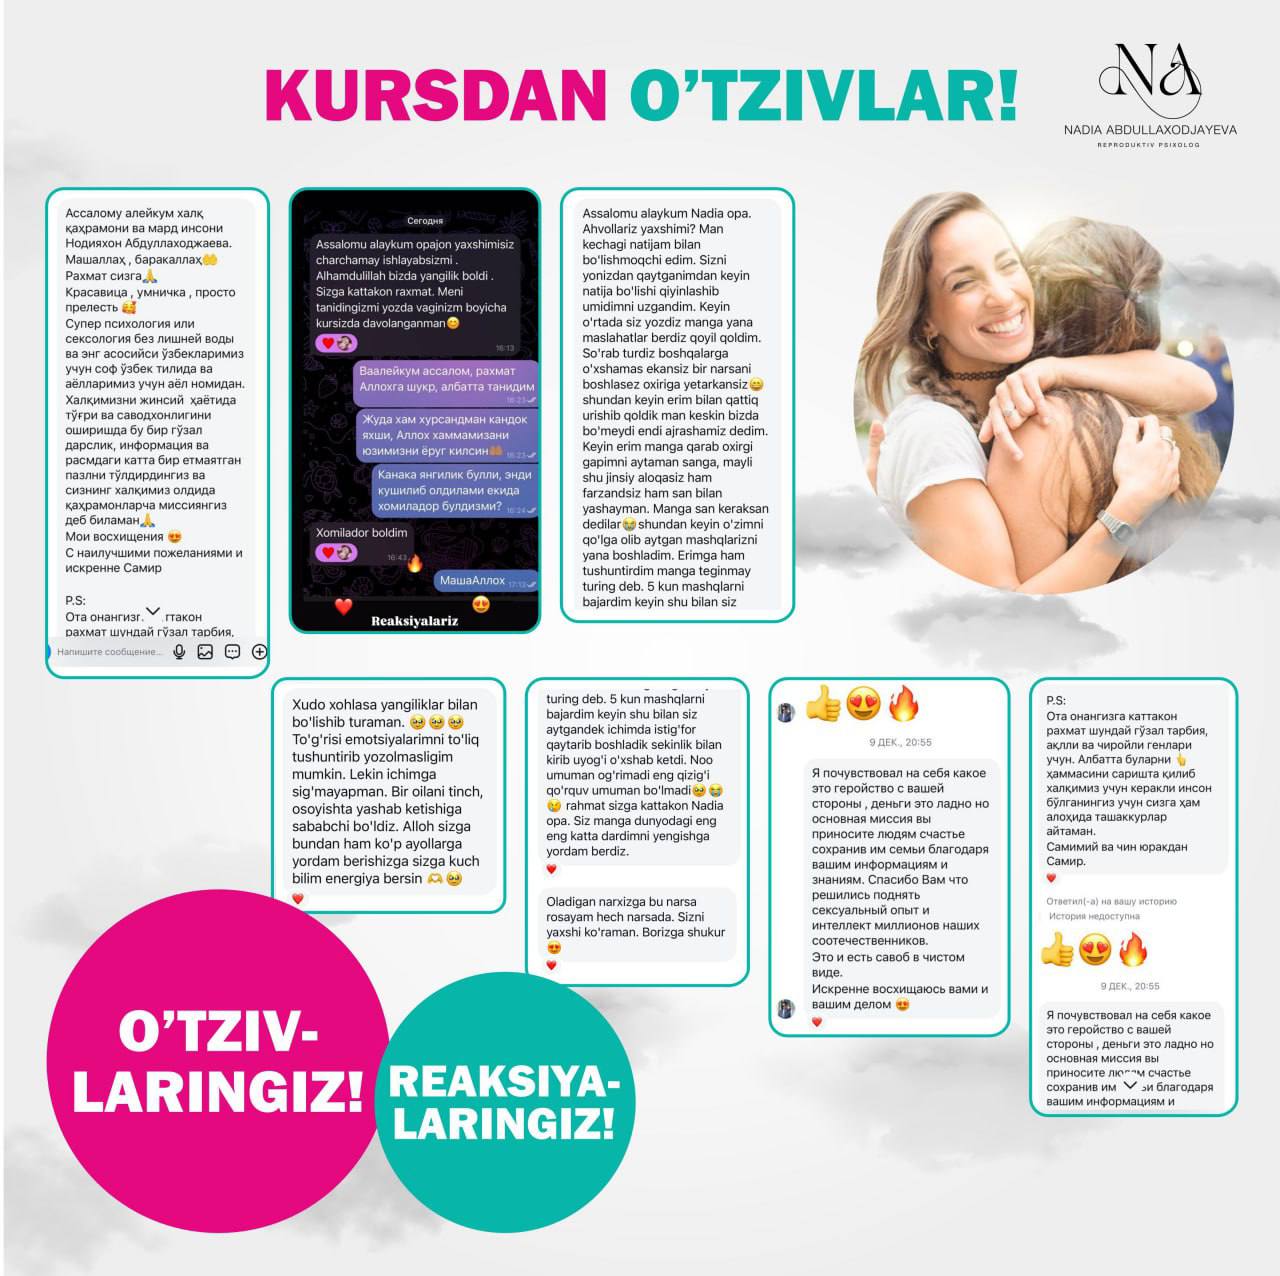 KURSDAN O’TZIVLAR!
NADIA ABDULLAXODJAYEVA
REPRODUKTIV PSIXOLOG
Ассалому алейкум халқ
қаҳрамони ва мард инсони
Нодияхон Абдуллаходжаева.
Машаллаҳ , баракаллаҳ🤲
Рахмат сизга🙏
Красавица , умничка , просто
прелесть 🥰
Супер психология или
сексология без лишней воды
ва энг асосийси ўзбекларимиз
учун соф ўзбек тилида ва
аёлларимиз учун аёл номидан.
Халқимизни жинсий ҳаётида
тўғри ва саводхонлигини
оширишда бу бир гўзал
дарслик, информация ва
расмдаги катта бир етмаятган
пазлни тўлдирдингиз ва
сизнинг халқимиз олдида
қаҳрамонларча миссиянгиз
деб биламан🙏
Мои восхищения 😍
С наилучшими пожеланиями и
искренне Самир
P.S:
Ота онангизг
ттакон
рахмат шундай гўзал тарбия,
Напишите сообщение...
Сегодня
Assalomu alaykum opajon yaxshimisiz
charchamay ishlayabsizmi .
Alhamdulillah bizda yangilik boldi .
Sizga kattakon raxmat. Meni
tanidingizmi yozda vaginizm boyicha
kursizda davolanganman😊
16:13
Ваалейкум ассалом, рахмат
Аллохга шукр, албатта танидим
16:23
Жуда хам хурсандман кандок
яхши, Аллох хаммамизани
юзимизни ёруг килсин🤲
16:23
Канака янгилик булли, энди
кушилиб олдилами екида
хомиладор булдизми?
16:24
Xomilador boldim
16:43
МашаАллох
17:12
Reaksiyalariz
Assalomu alaykum Nadia opa.
Ahvollariz yaxshimi? Man
kechagi natijam bilan
bo'lishmoqchi edim. Sizni
yonizdan qaytganimdan keyin
natija bo'lishi qiyinlashib
umidimni uzgandim. Keyin
o'rtada siz yozdiz manga yana
maslahatlar berdiz qoyil qoldim.
So'rab turdiz boshqalarga
o'xshamas ekansiz bir narsani
boshlasez oxiriga yetarkansiz😄
shundan keyin erim bilan qattiq
urishib qoldik man keskin bizda
bo'meydi endi ajrashamiz dedim.
Keyin erim manga qarab oxirgi
gapimni aytaman sanga, mayli
shu jinsiy aloqasiz ham
farzandsiz ham san bilan
yashayman. Manga san keraksan
dedilar😭shundan keyin o'zimni
qo'lga olib aytgan mashqlarizni
yana boshladim. Erimga ham
tushuntirdim manga teginmay
turing deb. 5 kun mashqlarni
bajardim keyin shu bilan siz
Xudo xohlasa yangiliklar bilan
bo'lishib turaman. 🥹🥹🥹
To'g'risi emotsiyalarimni to'liq
tushuntirib yozolmasligim
mumkin. Lekin ichimga
sig'mayapman. Bir oilani tinch,
osoyishta yashab ketishiga
sababchi bo'ldiz. Alloh sizga
bundan ham ko'p ayollarga
yordam berishizga sizga kuch
bilim energiya bersin 🫶🥹
turing deb. 5 kun mashqlarni
bajardim keyin shu bilan siz
aytgandek ichimda istig'for
qaytarib boshladik sekinlik bilan
kirib uyog'i o'xshab ketdi. Noo
umuman og'rimadi eng qizig'i
qo'rquv umuman bo'lmadi🥹😭
😢 rahmat sizga kattakon Nadia
opa. Siz manga dunyodagi eng
eng katta dardimni yengishga
yordam berdiz.
Oladigan narxizga bu narsa
rosayam hech narsada. Sizni
yaxshi ko'raman. Borizga shukur
😍
9 ДЕК., 20:55
Я почувствовал на себя какое
это геройство с вашей
стороны , деньги это ладно но
основная миссия вы
приносите людям счастье
сохранив им семьи благодаря
вашим информациям и
знаниям. Спасибо Вам что
решились поднять
сексуальный опыт и
интеллект миллионов наших
соотечественников.
Это и есть савоб в чистом
виде.
Искренне восхищаюсь вами и
вашим делом 😍
P.S:
Ота онангизга каттакон
рахмат шундай гўзал тарбия,
ақлли ва чиройли генлари
учун. Албатта буларни 👆
ҳаммасини саришта қилиб
халқимиз учун керакли инсон
бўлганингиз учун сизга ҳам
алоҳида ташаккурлар
айтаман.
Самимий ва чин юракдан
Самир.
Ответил(-а) на вашу историю
История недоступна
9 ДЕК., 20:55
Я почувствовал на себя какое
это геройство с вашей
стороны , деньги это ладно но
основная миссия вы
приносите людям счастье
сохранив им
благодаря
вашим информациям и
O’TZIV-
LARINGIZ!
REAKSIYA-
LARINGIZ!